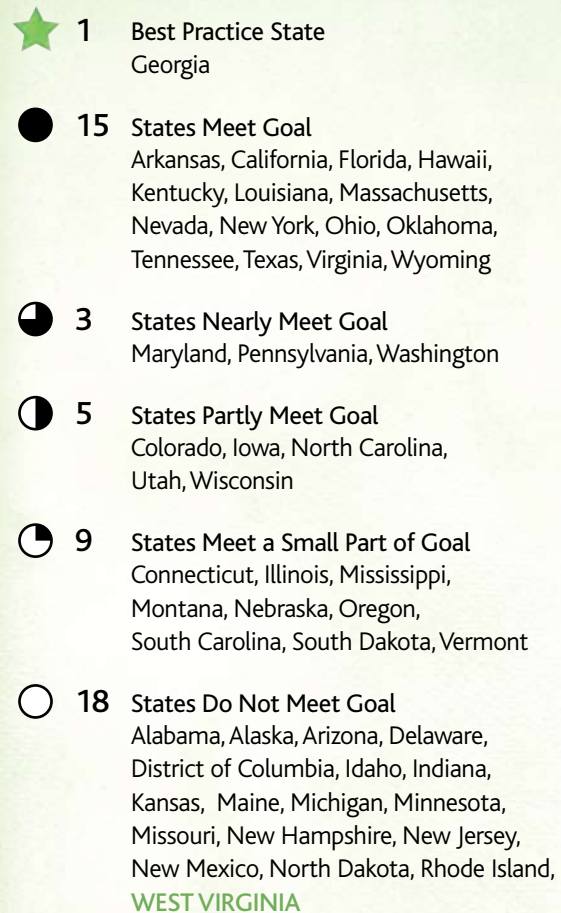 1 Best Practice State
Georgia
15 States Meet Goal
Arkansas, California, Florida, Hawaii,
Kentucky, Louisiana, Massachusetts,
Nevada, New York, Ohio, Oklahoma,
Tennessee, Texas, Virginia, Wyoming
3 States Nearly Meet Goal
Maryland, Pennsylvania, Washington
5 States Partly Meet Goal
Colorado, Iowa, North Carolina,
Utah, Wisconsin
9 States Meet a Small Part of Goal
Connecticut, Illinois, Mississippi,
Montana, Nebraska, Oregon,
South Carolina, South Dakota, Vermont
18 States Do Not Meet Goal
Alabama, Alaska, Arizona, Delaware,
District of Columbia, Idaho, Indiana,
Kansas, Maine, Michigan, Minnesota,
Missouri, New Hampshire, New Jersey,
New Mexico, North Dakota, Rhode Island,
WEST VIRGINIA